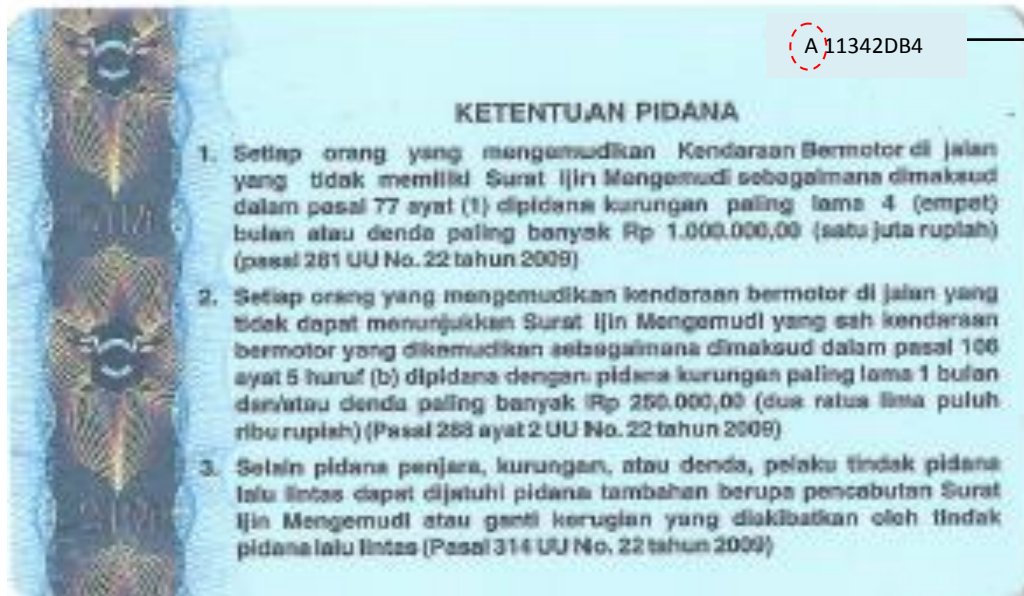 A 11342DB4
KETENTUAN PIDANA
1. Setiap orang yang mengemudikan Kendaraan Bermotor di jalan
yang tidak memiliki Surat Ijin Mengemudi sebagaimana dimaksud
dalam pasal 77 ayat (1) dipidana kurungan paling lama 4 (empat)
bulan atau denda paling banyak Rp 1.000.000,00 (satu juta rupiah)
(pasal 281 UU No. 22 tahun 2009)
2. Setiap orang yang mengemudikan kendaraan bermotor di jalan yang
tidak dapat menunjukkan Surat Ijin Mengemudi yang sah kendaraan
bermotor yang dikemudikan sebagaimana dimaksud dalam pasal 106
ayat 5 huruf (b) dipidana dengan pidana kurungan paling lama 1 bulan
dan/atau denda paling banyak Rp 250.000,00 (dua ratus lima puluh
ribu rupiah) (Pasal 288 ayat 2 UU No. 22 tahun 2009)
3. Selain pidana penjara, kurungan, atau denda, pelaku tindak pidana
lalu lintas dapat dijatuhi pidana tambahan berupa pencabutan Surat
Ijin Mengemudi atau ganti kerugian yang diakibatkan oleh tindak
pidana lalu lintas (Pasal 314 UU No. 22 tahun 2009)